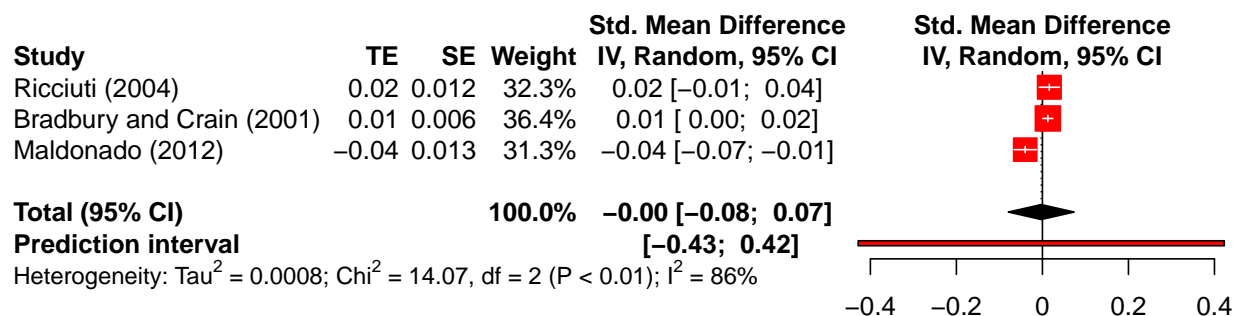 Std. Mean Difference Std. Mean Difference
Study TE SE Weight IV, Random, 95% CI IV, Random, 95% CI
Ricciuti (2004) 0.02 0.012 32.3% 0.02 [−0.01; 0.04]
Bradbury and Crain (2001) 0.01 0.006 36.4% 0.01 [ 0.00; 0.02]
Maldonado (2012) −0.04 0.013 31.3% −0.04 [−0.07; −0.01]
Total (95% CI) 100.0% −0.00 [−0.08; 0.07]
Prediction interval [−0.43; 0.42]
Heterogeneity: Tau² = 0.0008; Chi² = 14.07, df = 2 (P < 0.01); I² = 86%
−0.4 −0.2 0 0.2 0.4